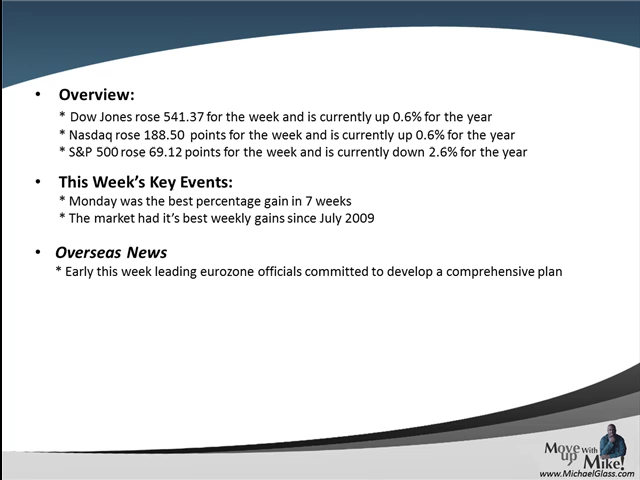 • Overview:
* Dow Jones rose 541.37 for the week and is currently up 0.6% for the year
* Nasdaq rose 188.50 points for the week and is currently up 0.6% for the year
* S&P 500 rose 69.12 points for the week and is currently down 2.6% for the year
• This Week's Key Events:
* Monday was the best percentage gain in 7 weeks
* The market had it's best weekly gains since July 2009
• Overseas News
* Early this week leading eurozone officials committed to develop a comprehensive plan
Move up With Mike!
www.MichaelGlass.com